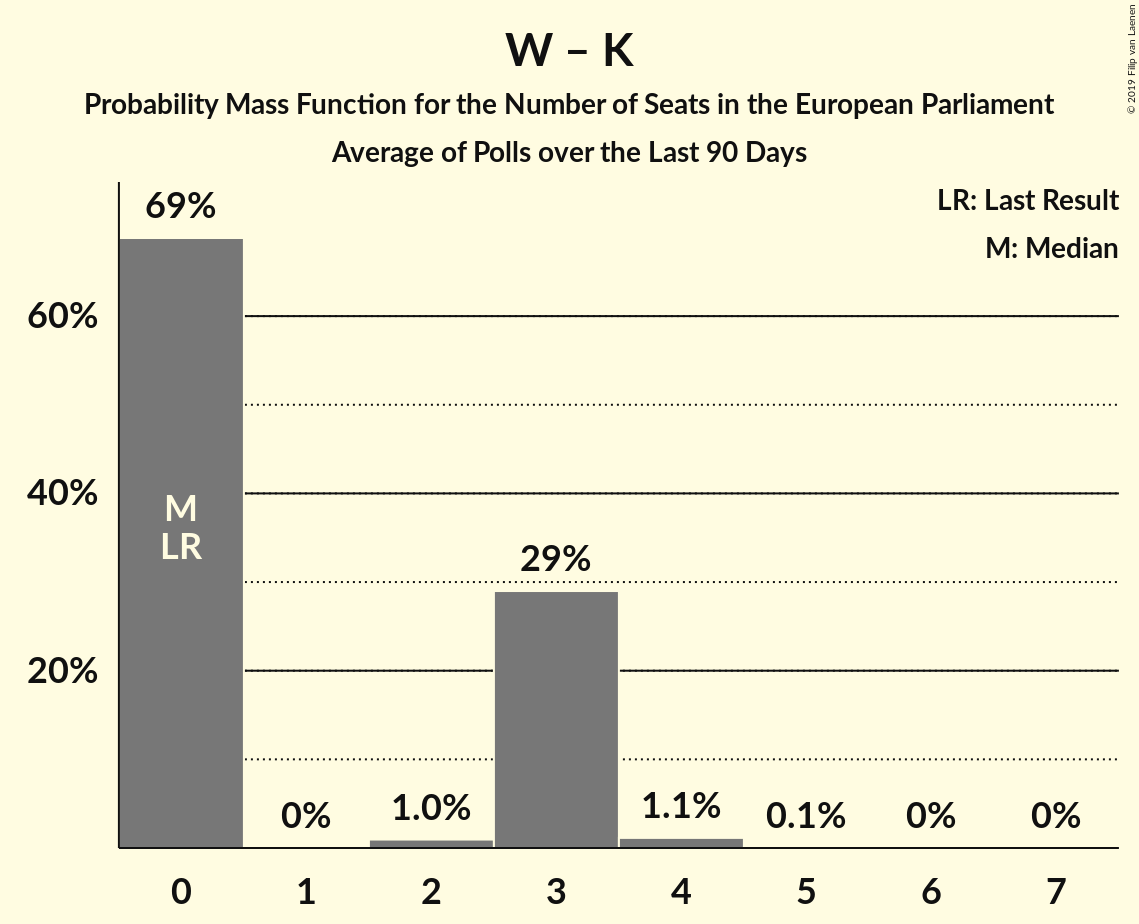 W – K
Probability Mass Function for the Number of Seats in the European Parliament
Average of Polls over the Last 90 Days
© 2019 Filip van Laenen
LR: Last Result
M: Median
69%
60%
40%
20%
M
LR
0%
1.0%
29%
1.1%
0.1%
0%
0%
0 1 2 3 4 5 6 7